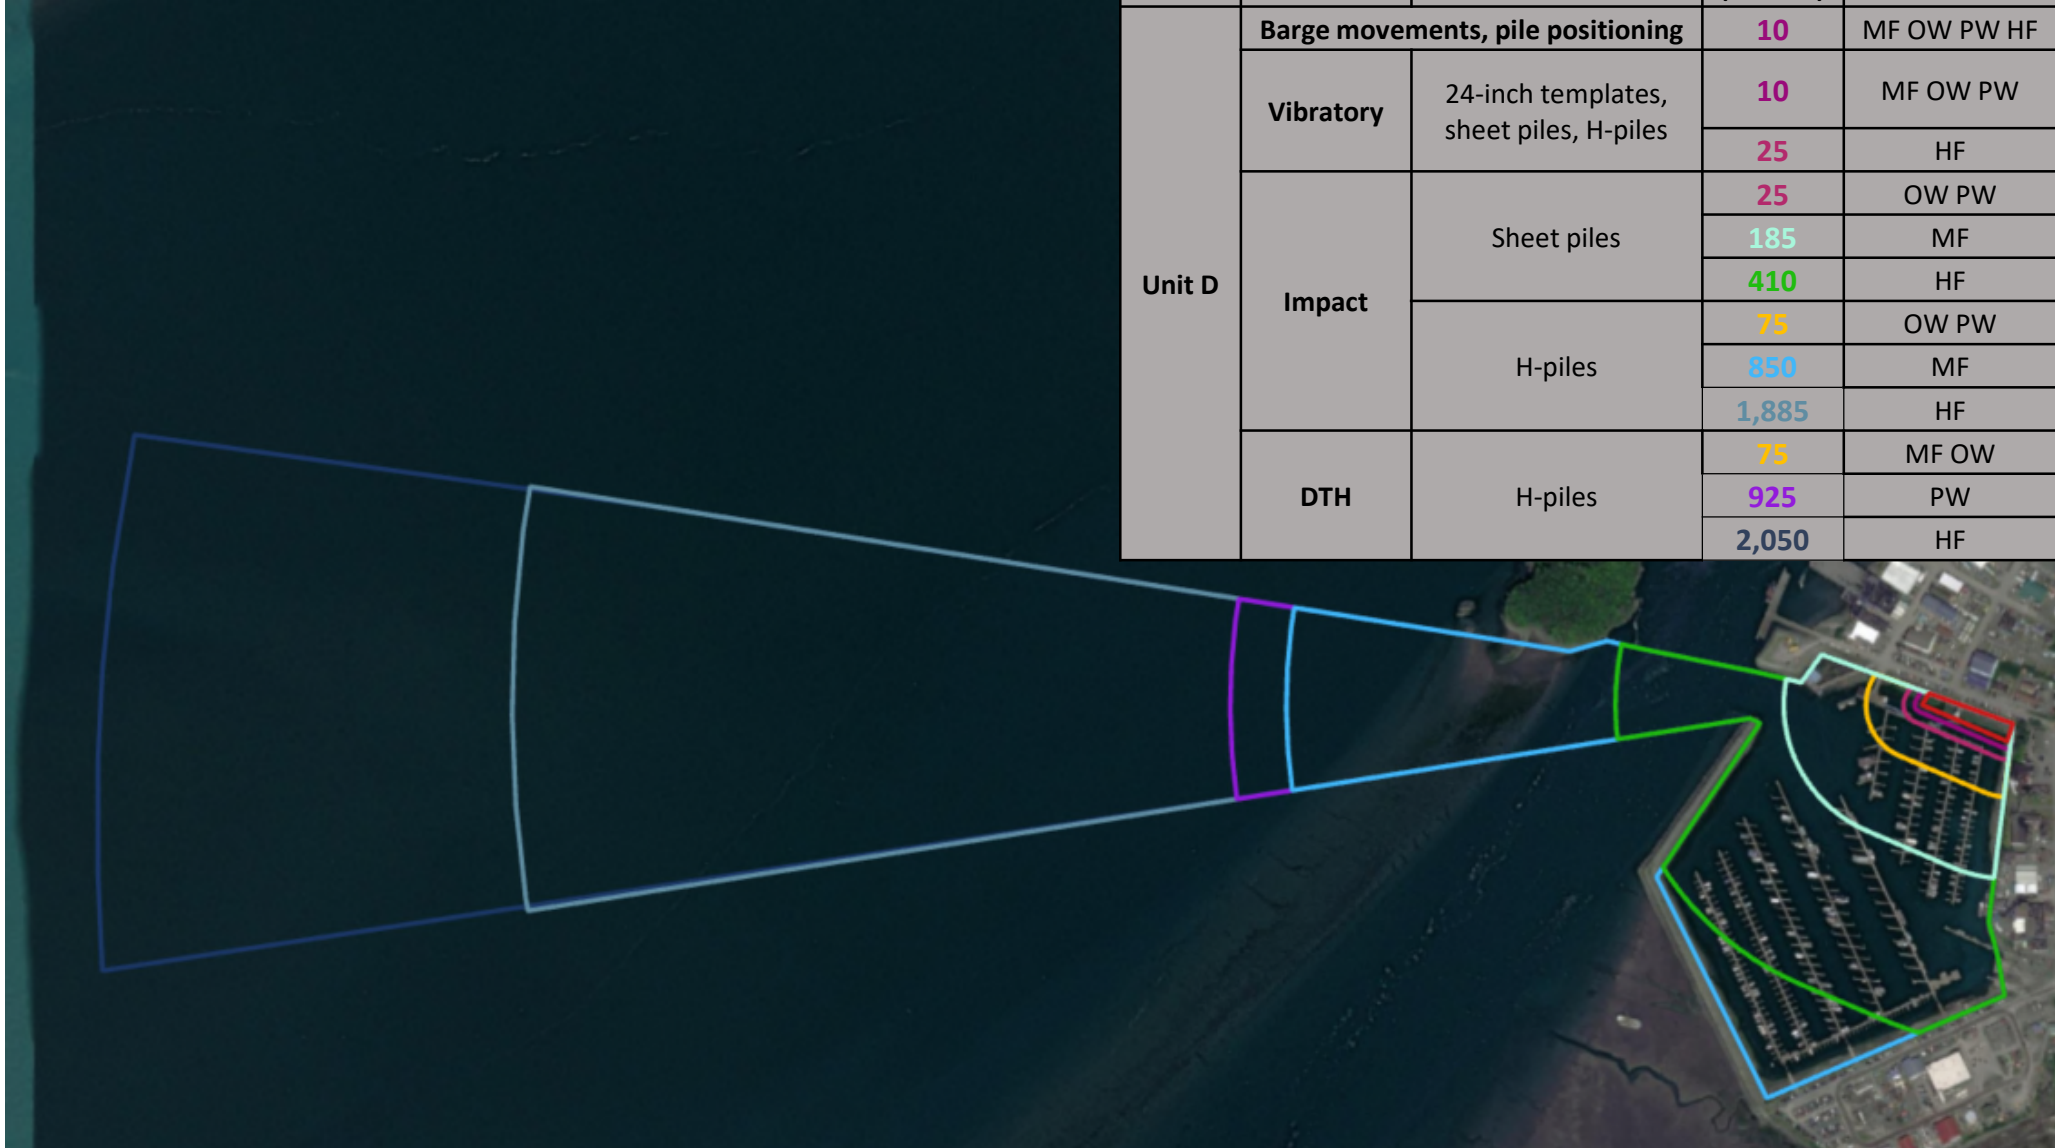 Barge movements, pile positioning 10 MF OW PW HF
Vibratory 24-inch templates, sheet piles, H-piles 10 MF OW PW
25 HF
Unit D Impact Sheet piles 25 OW PW
185 MF
410 HF
H-piles 75 OW PW
850 MF
1,885 HF
DTH H-piles 75 MF OW
925 PW
2,050 HF